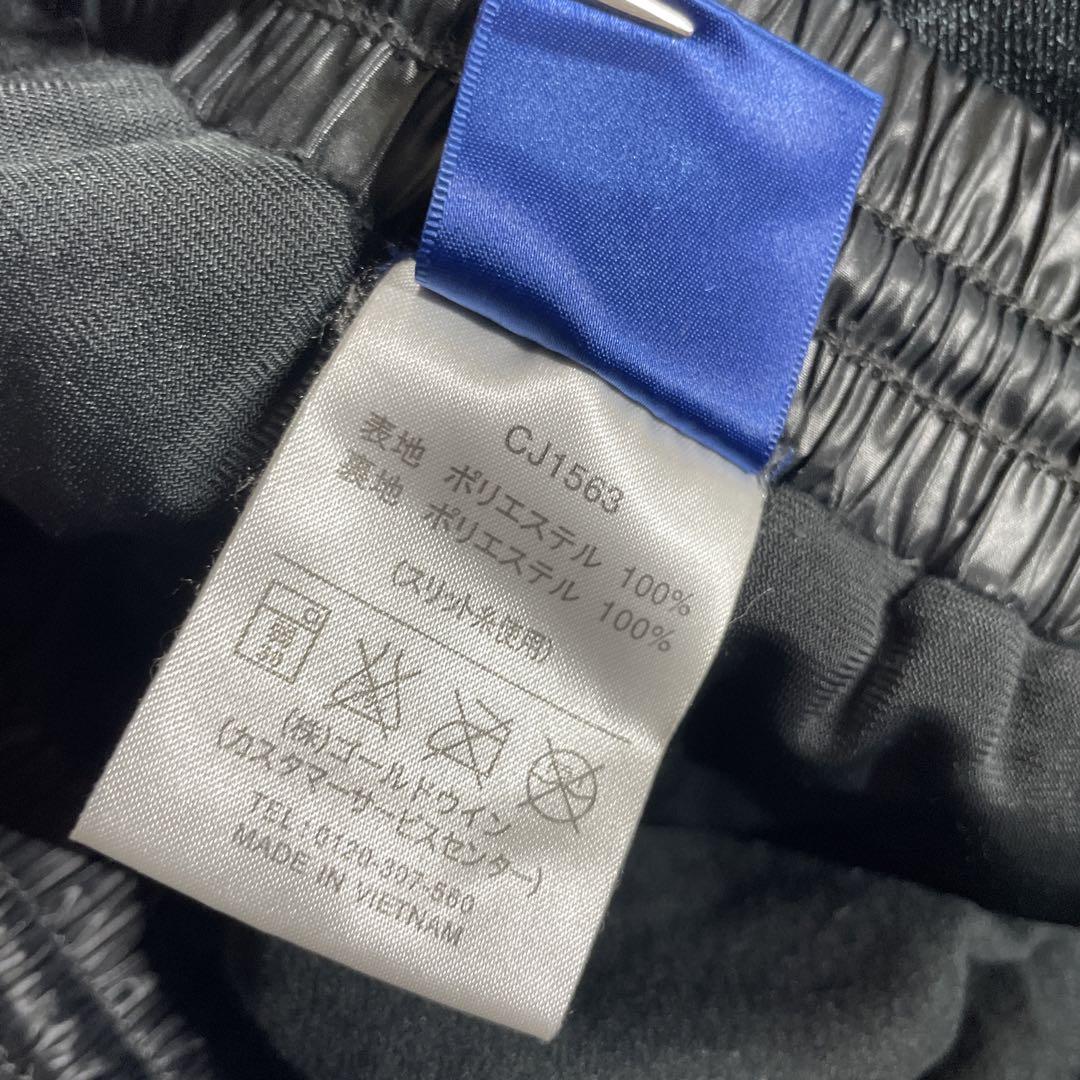 CJ1563
表地 ポリエステル 100%
裏地 ポリエステル 100%
(スリット糸使用)
(株)ゴールドウイン
(カスタマーサービスセンター)
TEL:0120-307-560
MADE IN VIETNAM